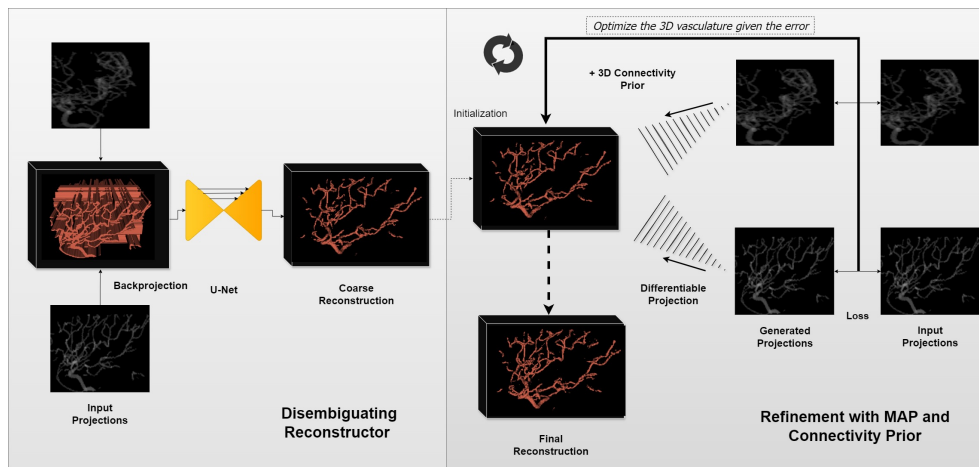 Optimize the 3D vasculature given the error
+ 3D Connectivity
Prior
Initialization
Backprojection
U-Net
Coarse
Reconstruction
Differentiable
Projection
Generated
Projections
Loss
Input
Projections
Input
Projections
Disembiguating
Reconstructor
Final
Reconstruction
Refinement with MAP and
Connectivity Prior